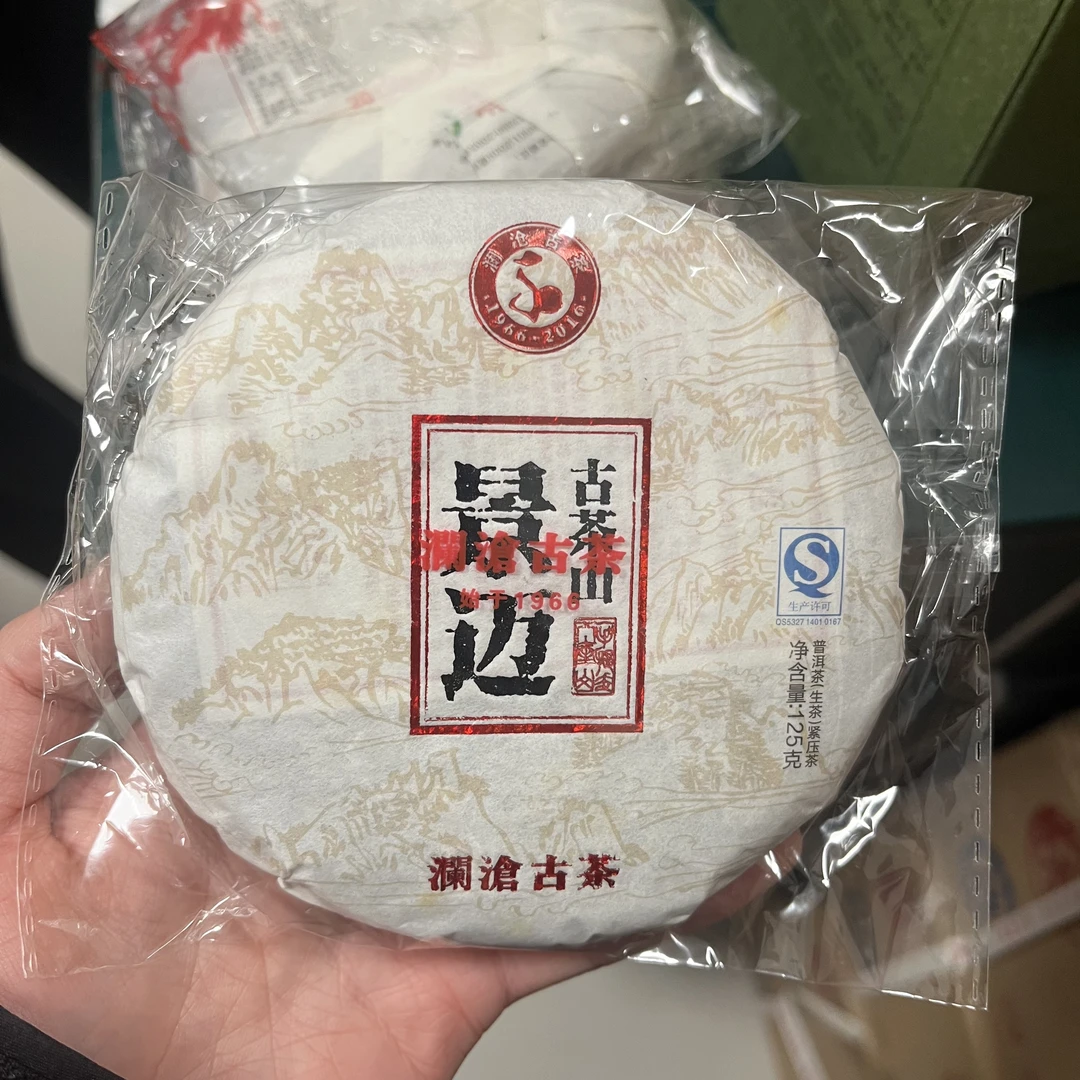 澜沧古茶
1966-2016
景迈
古茶山
瀾滄古茶
始于1966
生产许可
QS5327 1401 0167
普洱茶(生茶)紧压茶
净含量:125克
瀾滄古茶